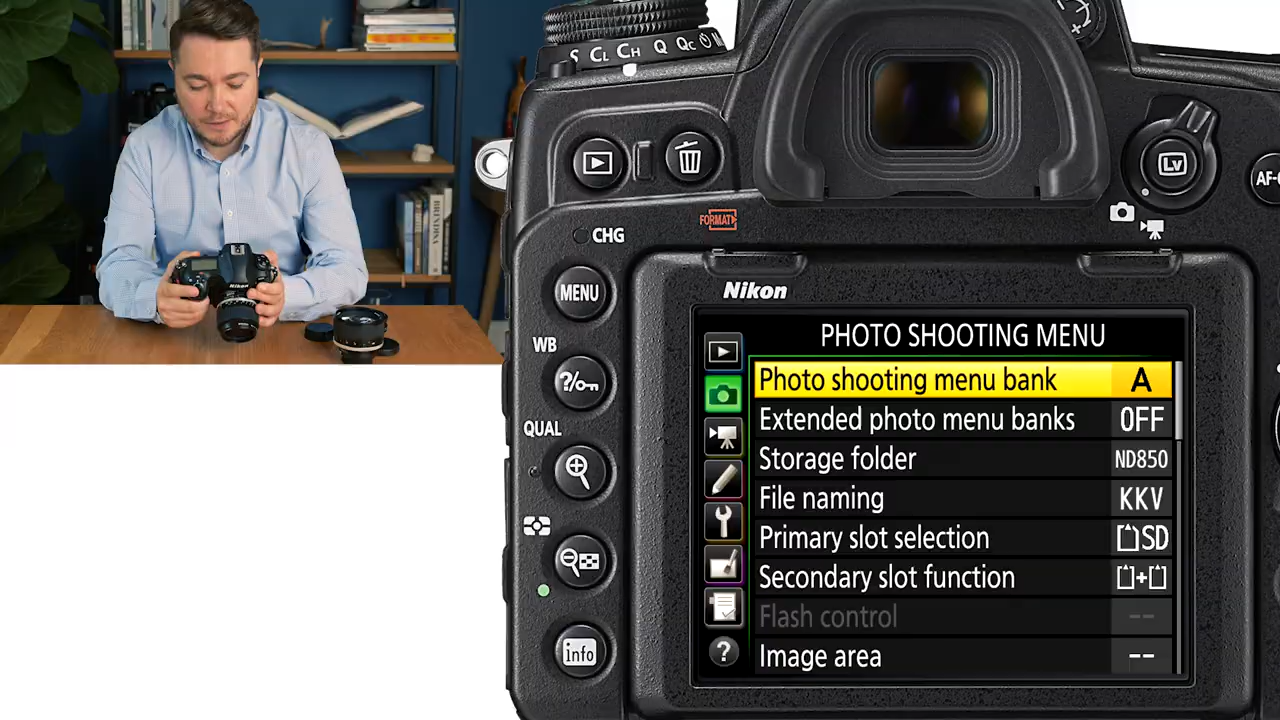 S CL CH Q QC M
FORMAT
CHG
Lv
AF-
MENU
Nikon
WB
QUAL
info
PHOTO SHOOTING MENU
Photo shooting menu bank A
Extended photo menu banks OFF
Storage folder ND850
File naming KKV
Primary slot selection SD
Secondary slot function
Flash control --
Image area --
?
Nikon